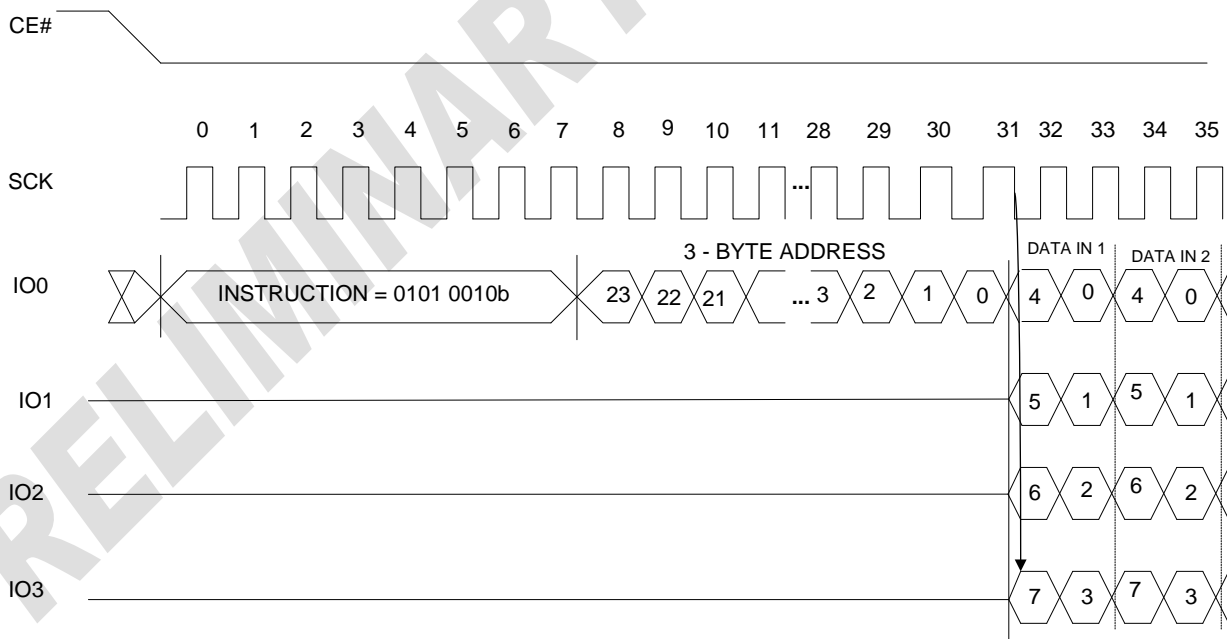 CE#
0 1 2 3 4 5 6 7 8 9 10 11 28 29 30 31 32 33 34 35
SCK
...
3 - BYTE ADDRESS DATA IN 1 DATA IN 2
IO0 INSTRUCTION = 0101 0010b 23 22 21 ... 3 2 1 0 4 0 4 0
IO1 5 1 5 1
IO2 6 2 6 2
IO3 7 3 7 3
PRELIMINARY